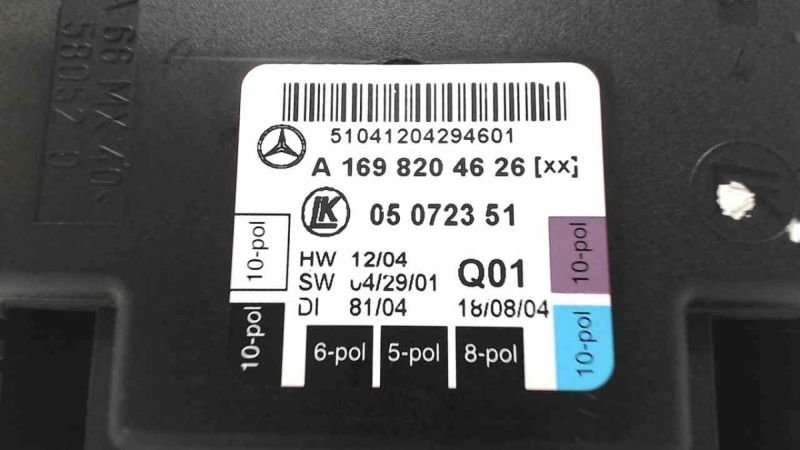 51041204294601
A 169 820 46 26 [xx]
LK 05 0723 51
HW 12/04
SW 04/29/01 Q01
DI 81/04 18/08/04
10-pol
10-pol
10-pol
10-pol
6-pol 5-pol 8-pol